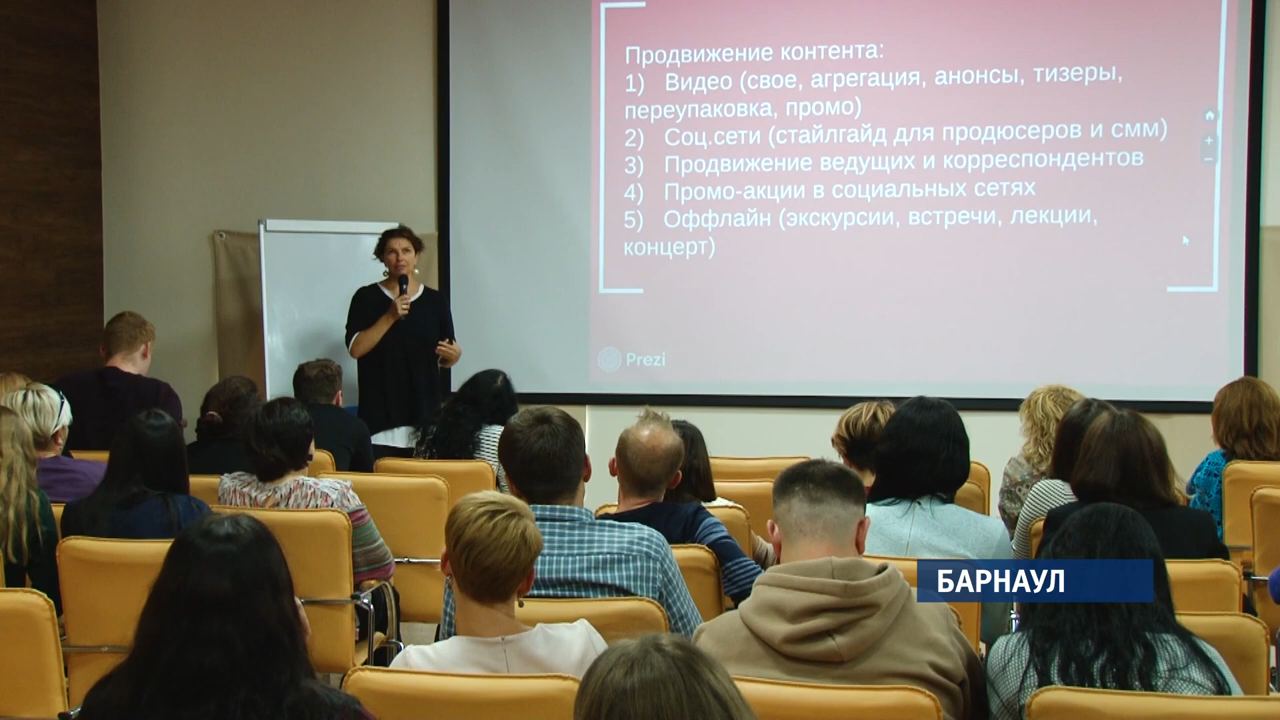 Продвижение контента:
1) Видео (свое, агрегация, анонсы, тизеры,
переупаковка, промо)
2) Соц.сети (стайлгайд для продюсеров и смм)
3) Продвижение ведущих и корреспондентов
4) Промо-акции в социальных сетях
5) Оффлайн (экскурсии, встречи, лекции,
концерт)
Prezi
БАРНАУЛ